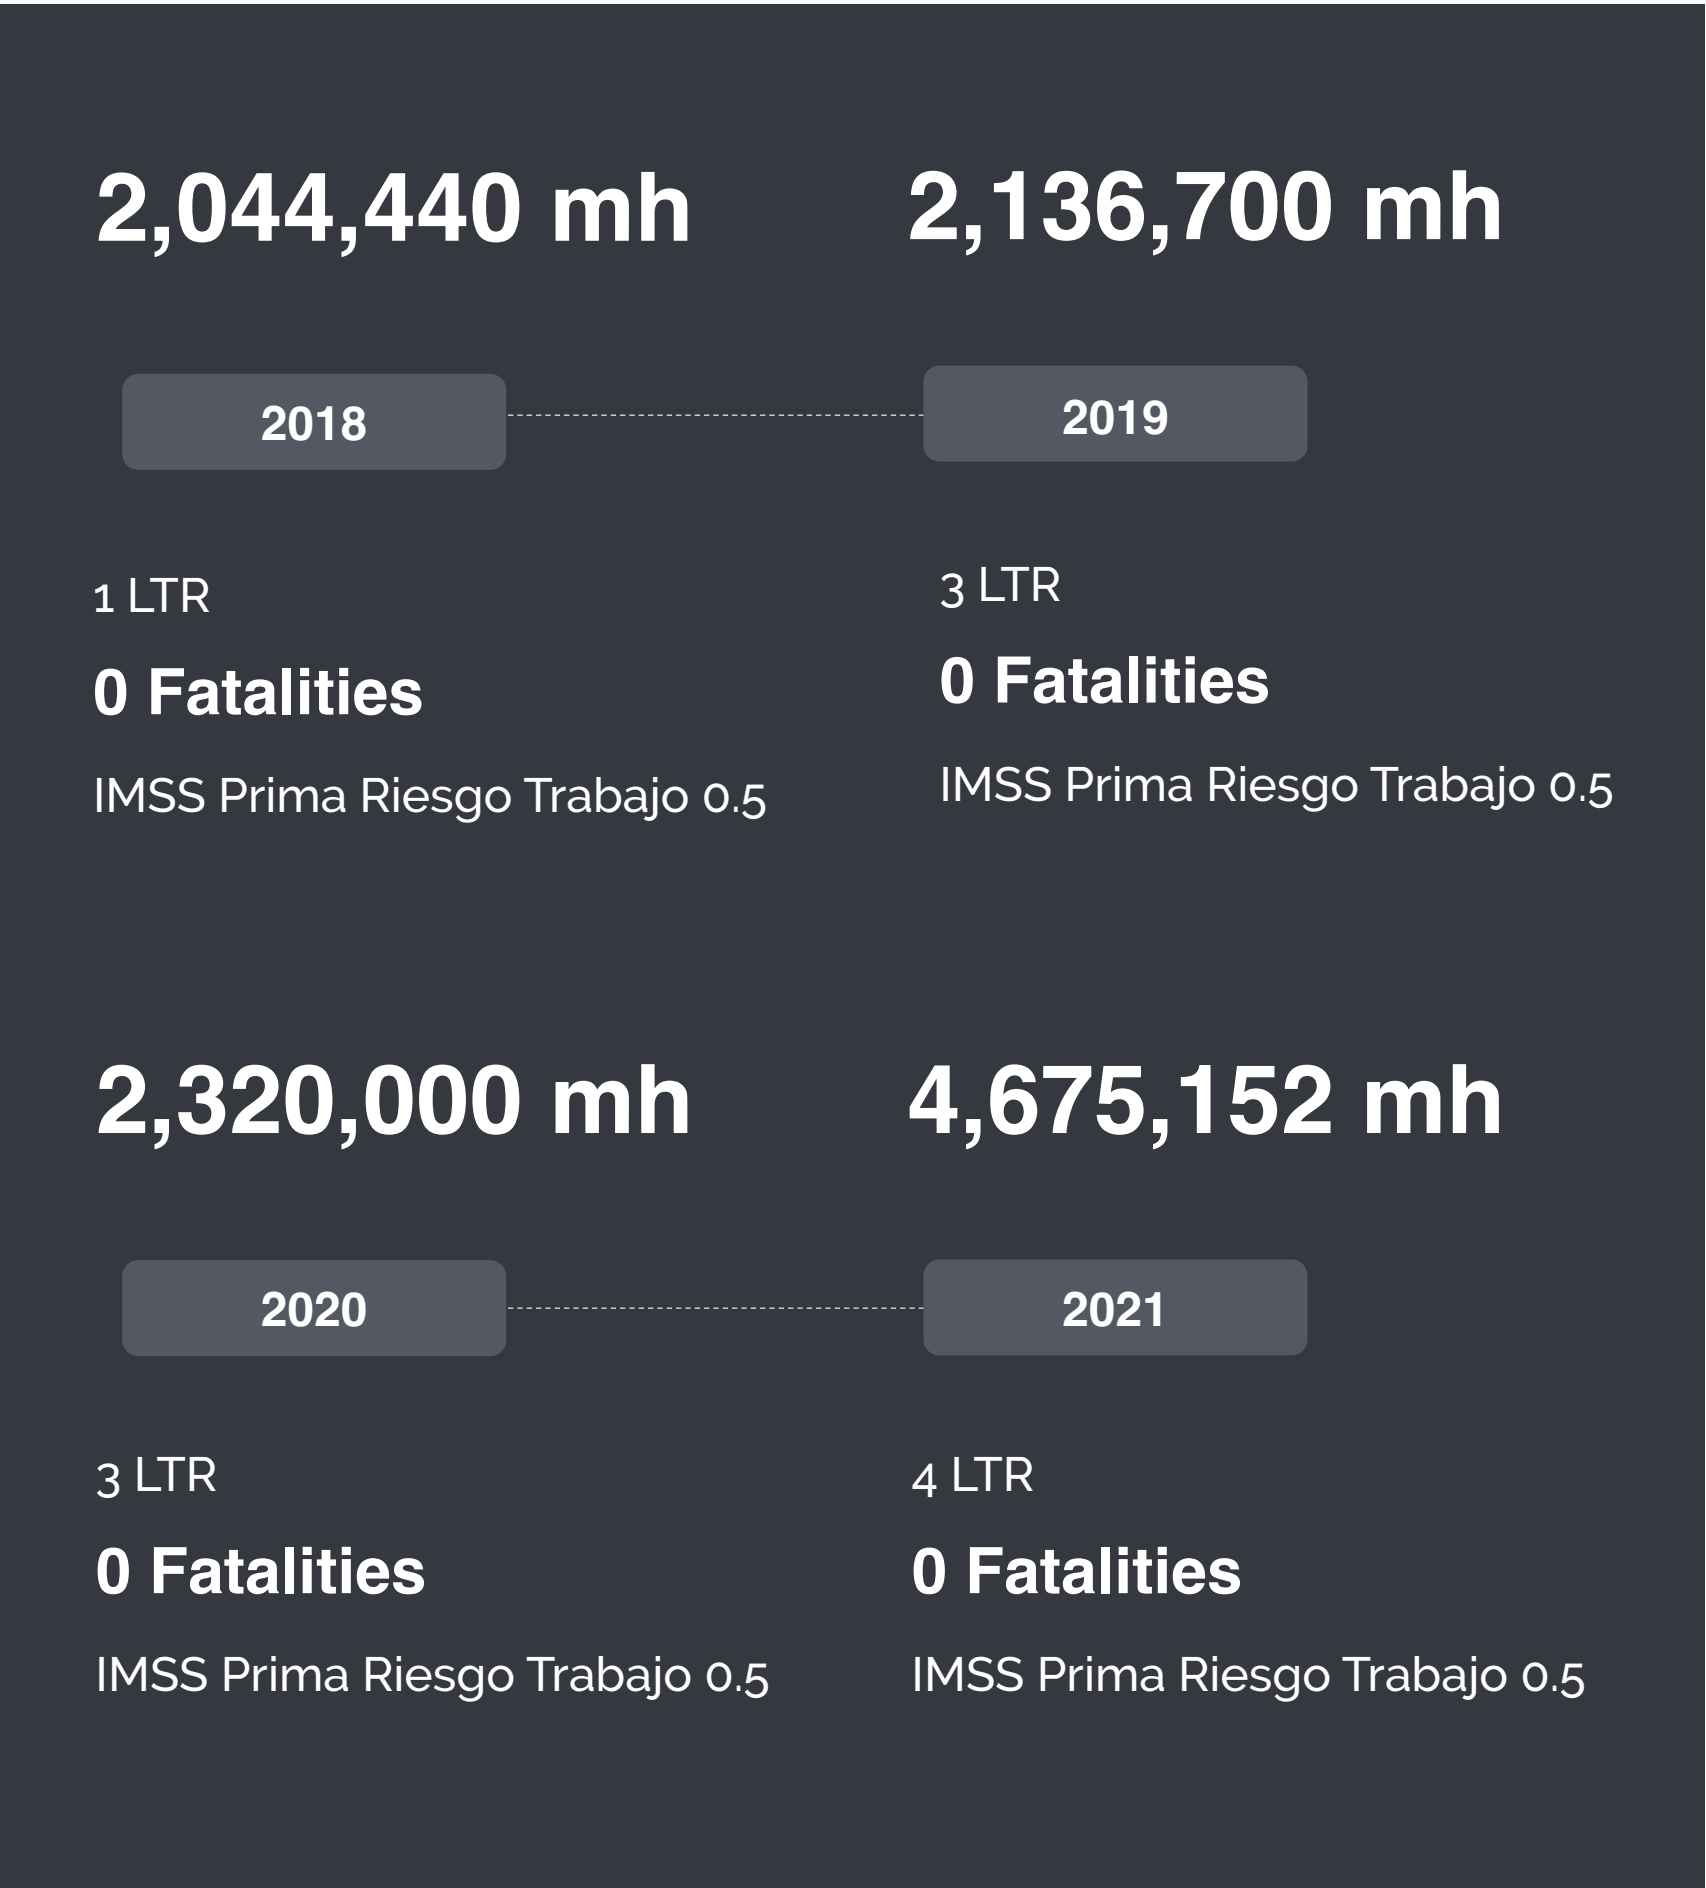 2,044,440 mh
2018
1 LTR
0 Fatalities
IMSS Prima Riesgo Trabajo 0.5
2,136,700 mh
2019
3 LTR
0 Fatalities
IMSS Prima Riesgo Trabajo 0.5
2,320,000 mh
2020
3 LTR
0 Fatalities
IMSS Prima Riesgo Trabajo 0.5
4,675,152 mh
2021
4 LTR
0 Fatalities
IMSS Prima Riesgo Trabajo 0.5